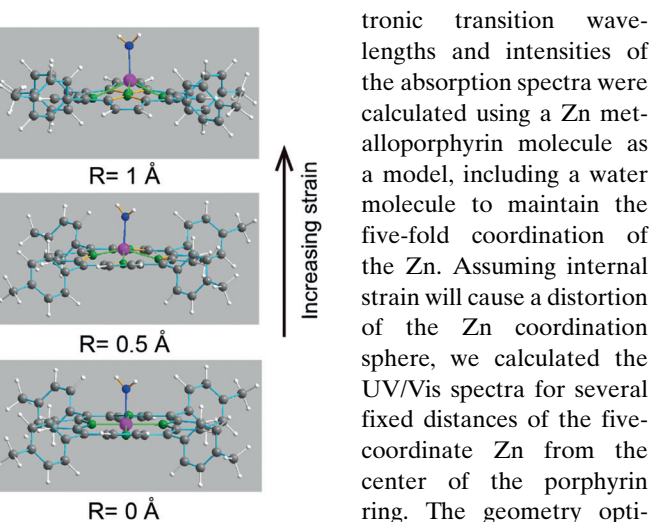 R= 1 Å
R= 0.5 Å
R= 0 Å
Increasing strain
tronic transition wave-
lengths and intensities of
the absorption spectra were
calculated using a Zn met-
alloporphyrin molecule as
a model, including a water
molecule to maintain the
five-fold coordination of
the Zn. Assuming internal
strain will cause a distortion
of the Zn coordination
sphere, we calculated the
UV/Vis spectra for several
fixed distances of the five-
coordinate Zn from the
center of the porphyrin
ring. The geometry opti-